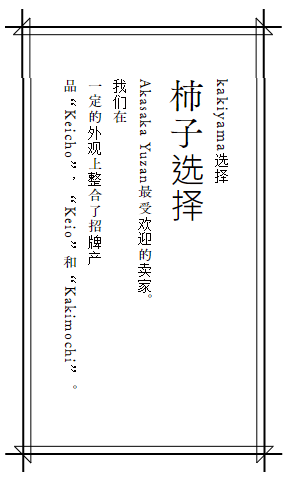 kakiyama选择
柿子选择
Akasaka Yuzan最受欢迎的卖家。
我们在
一定的外观上整合了招牌产
品“Keicho”，“Keio”和“Kakimochi”。